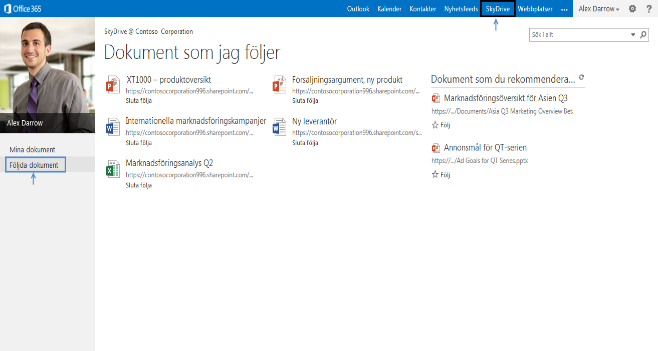 Office 365
Outlook Kalender Kontakter Nyhetsfeeds SkyDrive Webbplatser ••• Alex Darrow ?
SkyDrive @ Contoso Corporation
Sök i allt
Dokument som jag följer
Alex Darrow
Mina dokument
Följda dokument
XT1000 – produktöversikt
https://contosocorporation996.sharepoint.com/...
Sluta följa
Internationella marknadsföringskampanjer
https://contosocorporation996.sharepoint.com/...
Sluta följa
Marknadsföringsanalys Q2
https://contosocorporation996.sharepoint.com/...
Sluta följa
Försäljningsargument, ny produkt
https://contosocorporation996.sharepoint.com/...
Sluta följa
Ny leverantör
https://contosocorporation996.sharepoint.com/s...
Sluta följa
Dokument som du rekommendera...
Marknadsföringsöversikt för Asien Q3
https://.../Documents/Asia Q3 Marketing Overview Bes
Följ
Annonsmål för QT-serien
https://.../Ad-Goals for QT Series.pptx
Följ